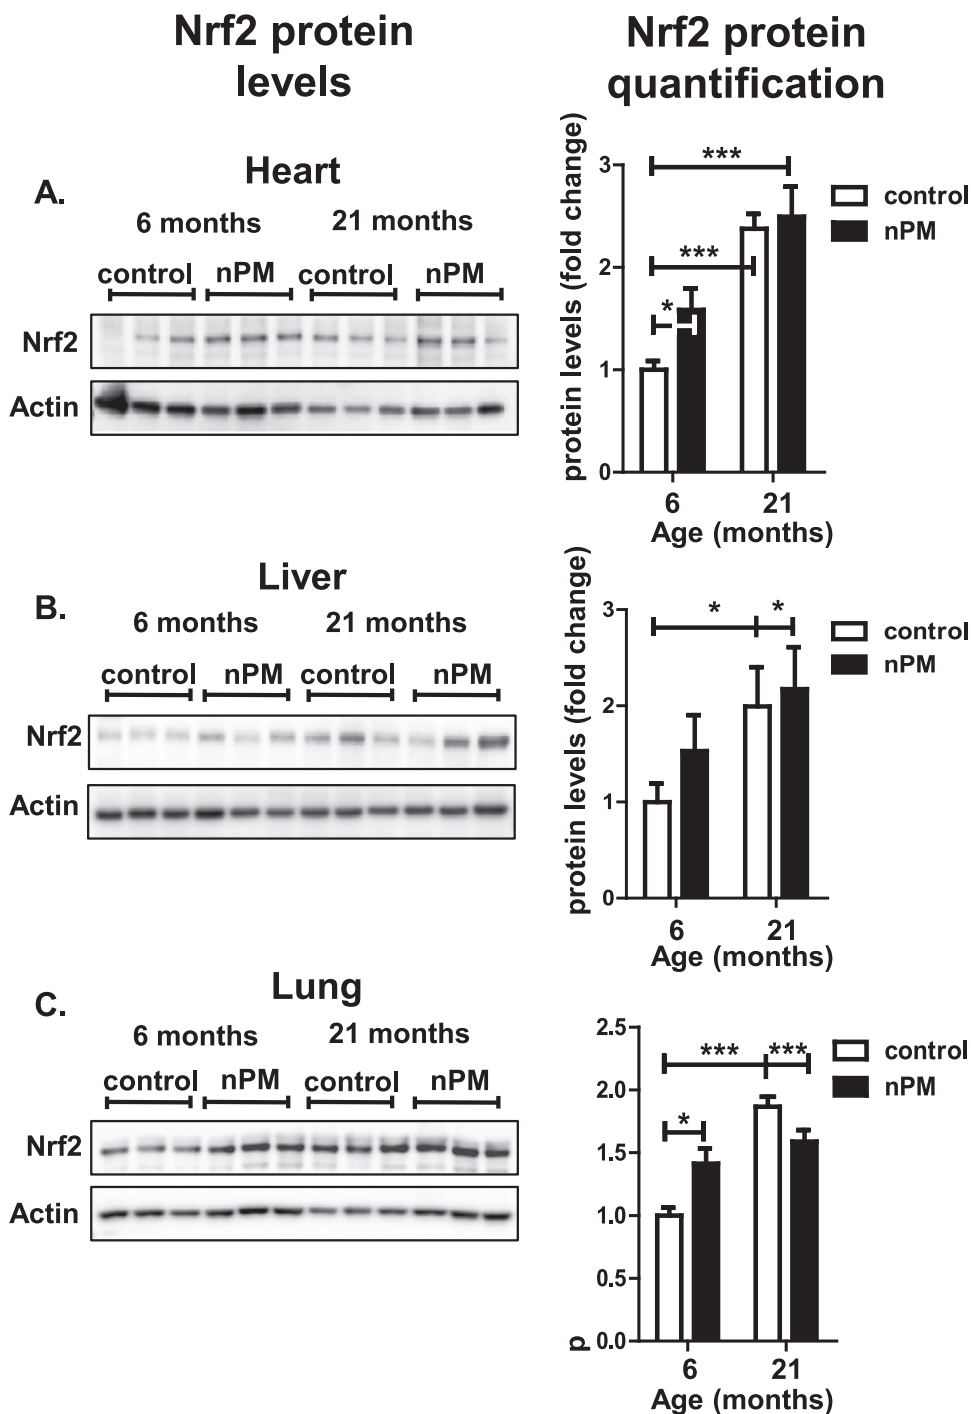 Nrf2 protein
levels
Nrf2 protein
quantification
A.
Heart
6 months 21 months
control nPM control nPM
Nrf2
Actin
protein levels (fold change)
3
2
1
0
***
***
*
6 21
Age (months)
control
nPM
B.
Liver
6 months 21 months
control nPM control nPM
Nrf2
Actin
protein levels (fold change)
3
2
1
0
* *
6 21
Age (months)
control
nPM
C.
Lung
6 months 21 months
control nPM control nPM
Nrf2
Actin
p
2.5
2.0
1.5
1.0
0.5
0.0
*** ***
*
6 21
Age (months)
control
nPM